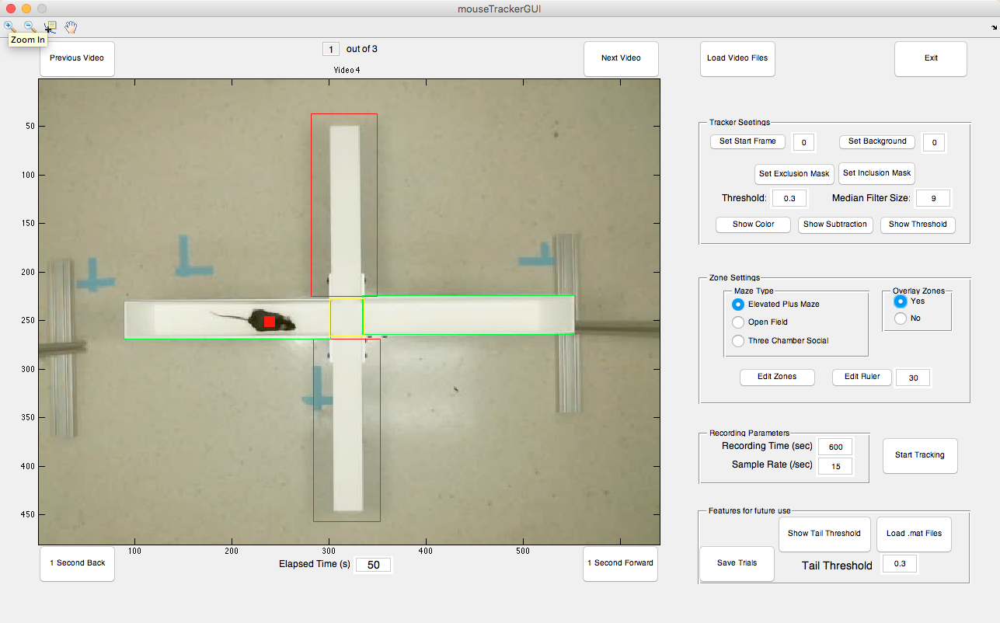 mouseTrackerGUI
Zoom In
Previous Video
1 out of 3
Next Video
Load Video Files
Exit
Video 4
50
100
150
200
250
300
350
400
450
100
200
300
400
500
1 Second Back
Elapsed Time (s) 50
1 Second Forward
Tracker Seetings
Set Start Frame 0 Set Background 0
Set Exclusion Mask Set Inclusion Mask
Threshold: 0.3 Median Filter Size: 9
Show Color Show Subtraction Show Threshold
Zone Settings
Maze Type
Elevated Plus Maze
Open Field
Three Chamber Social
Overlay Zones
Yes
No
Edit Zones Edit Ruler 30
Recording Parameters
Recording Time (sec) 600
Sample Rate (/sec) 15
Start Tracking
Features for future use
Show Tail Threshold Load .mat Files
Save Trials Tail Threshold 0.3